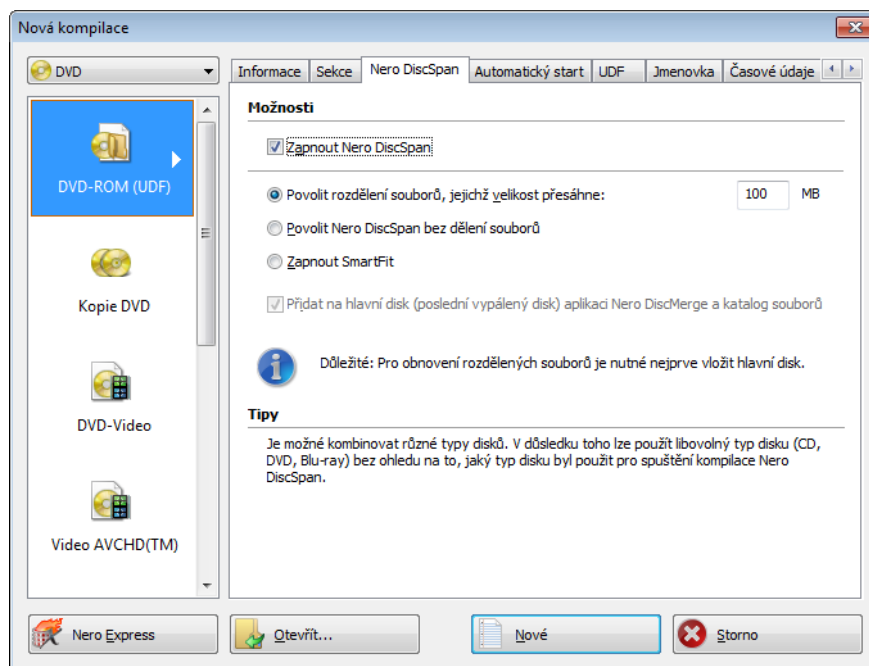 Nová kompilace
DVD
Informace
Sekce
Nero DiscSpan
Automatický start
UDF
Jmenovka
Časové údaje
DVD-ROM (UDF)
Kopie DVD
DVD-Video
Video AVCHD(TM)
Možnosti
Zapnout Nero DiscSpan
Povolit rozdělení souborů, jejichž velikost přesáhne:
100
MB
Povolit Nero DiscSpan bez dělení souborů
Zapnout SmartFit
Přidat na hlavní disk (poslední vypálený disk) aplikaci Nero DiscMerge a katalog souborů
Důležité: Pro obnovení rozdělených souborů je nutné nejprve vložit hlavní disk.
Tipy
Je možné kombinovat různé typy disků. V důsledku toho lze použít libovolný typ disku (CD,
DVD, Blu-ray) bez ohledu na to, jaký typ disku byl použit pro spuštění kompilace Nero
DiscSpan.
Nero Express
Otevřít...
Nové
Storno